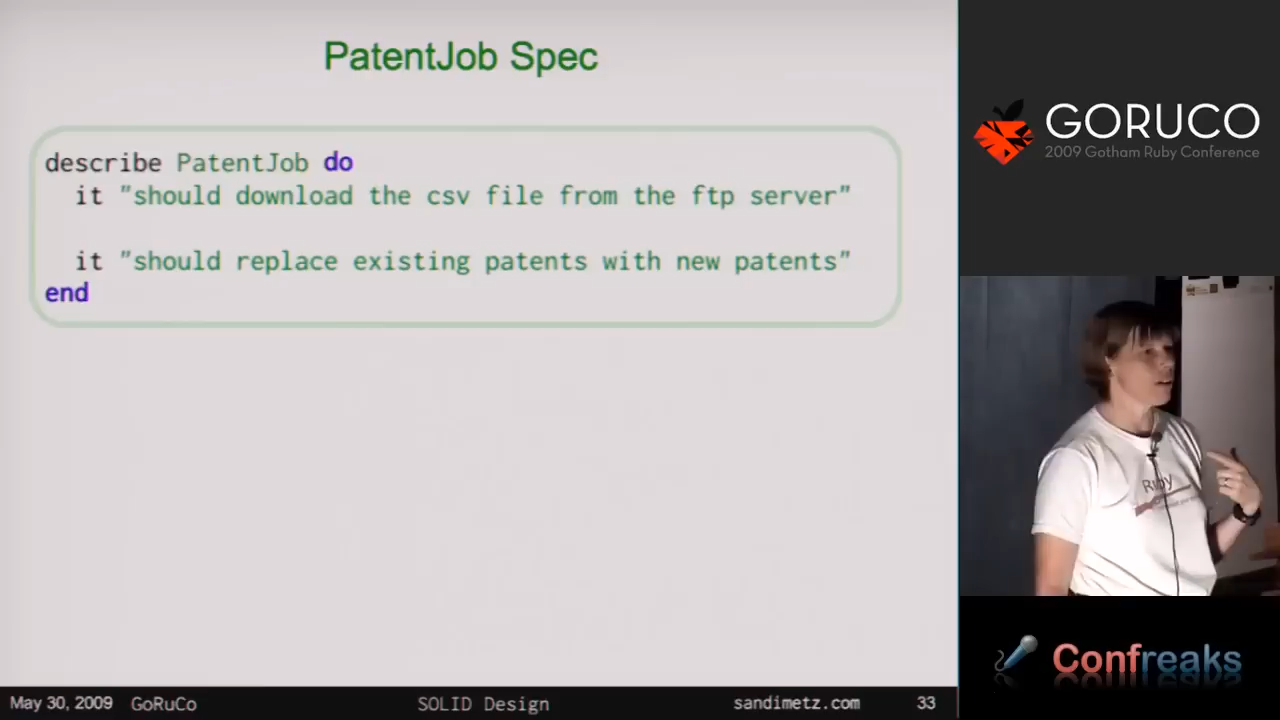 PatentJob Spec
describe PatentJob do
it "should download the csv file from the ftp server"
it "should replace existing patents with new patents"
end
May 30, 2009 GoRuCo SOLID Design sandimetz.com 33
GORUCO
2009 Gotham Ruby Conference
Ruby
Confreaks